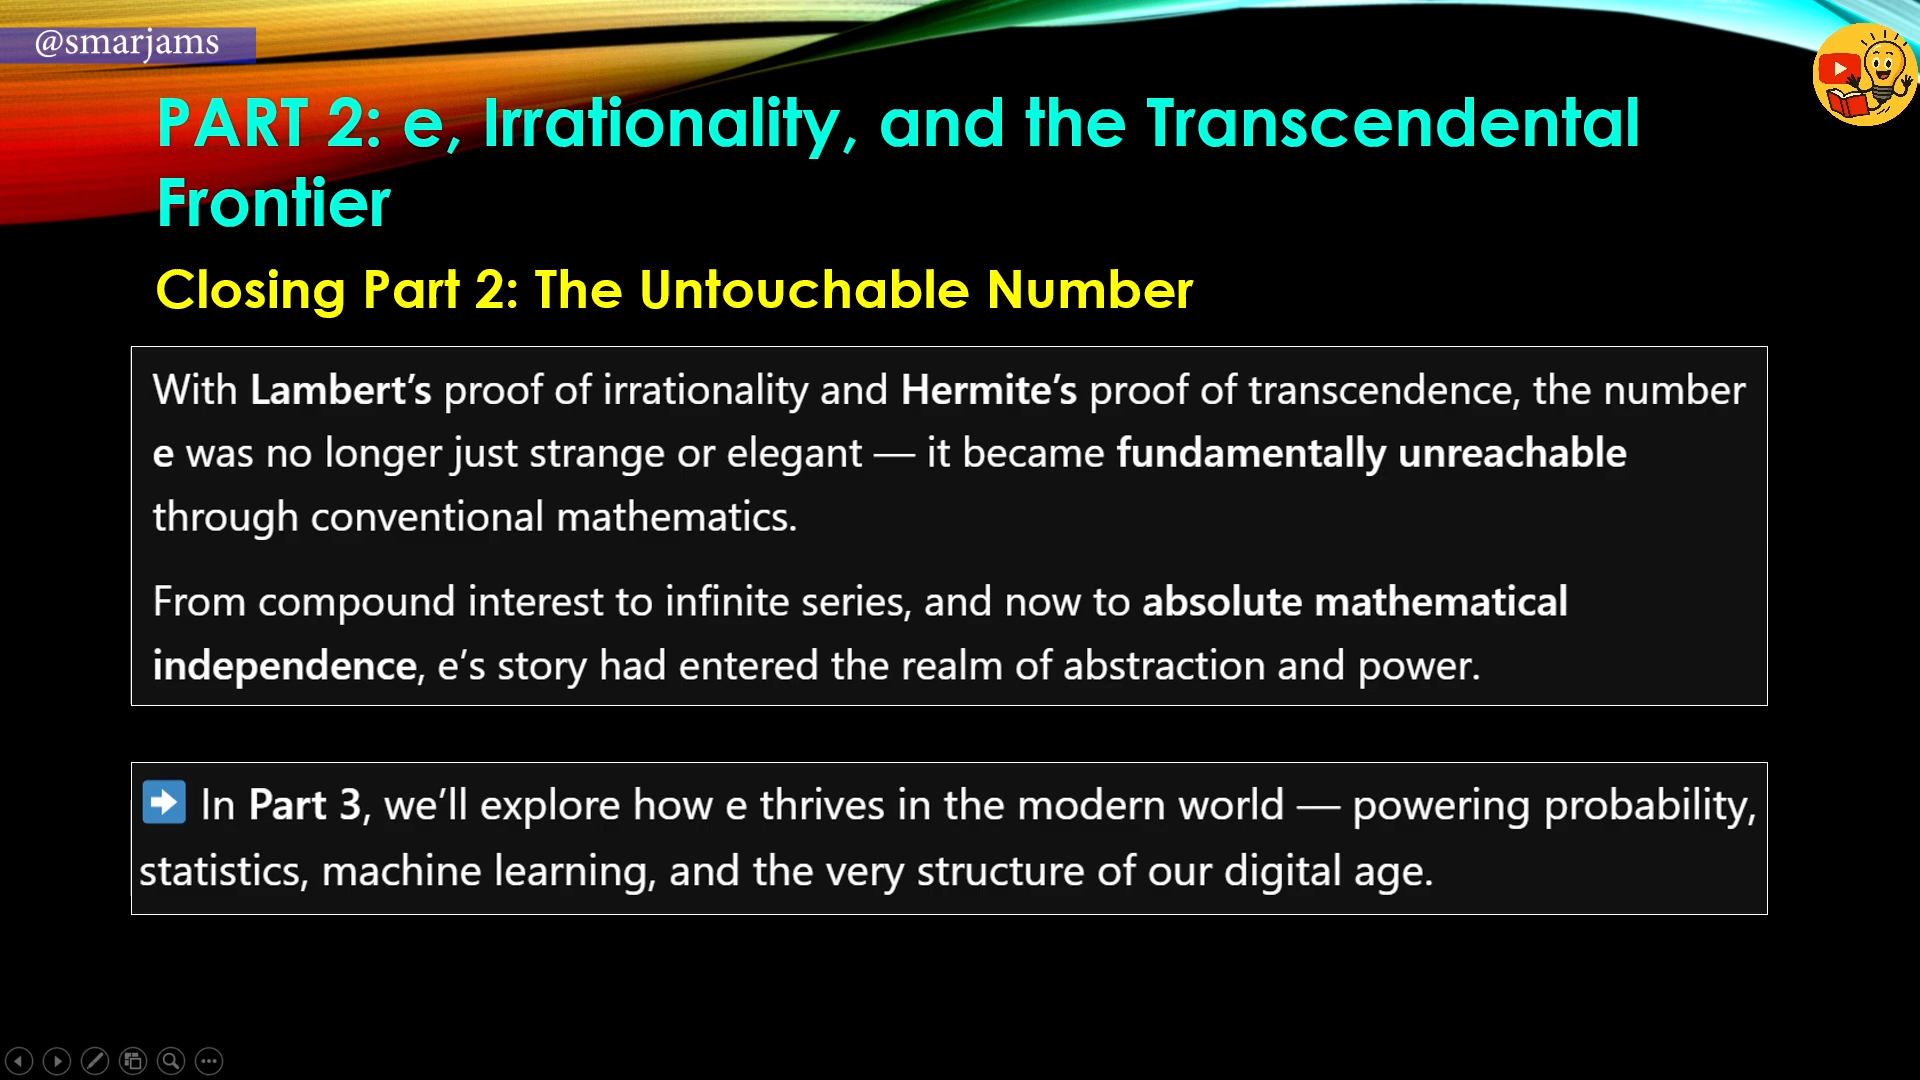 @smarjams
PART 2: e, Irrationality, and the Transcendental
Frontier
Closing Part 2: The Untouchable Number
With Lambert’s proof of irrationality and Hermite’s proof of transcendence, the number
e was no longer just strange or elegant — it became fundamentally unreachable
through conventional mathematics.
From compound interest to infinite series, and now to absolute mathematical
independence, e’s story had entered the realm of abstraction and power.
➡️ In Part 3, we’ll explore how e thrives in the modern world — powering probability,
statistics, machine learning, and the very structure of our digital age.